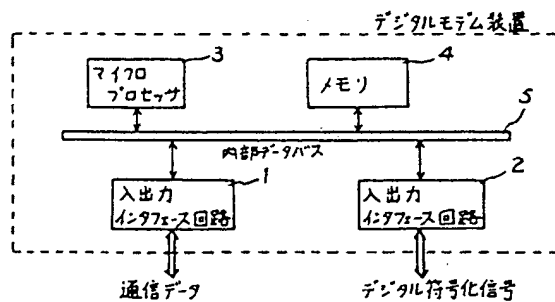 デジタルモデム装置
3
マイクロ
プロセッサ
4
メモリ
5
内部データバス
1
入出力
インタフェース回路
2
入出力
インタフェース回路
通信データ
デジタル符号化信号